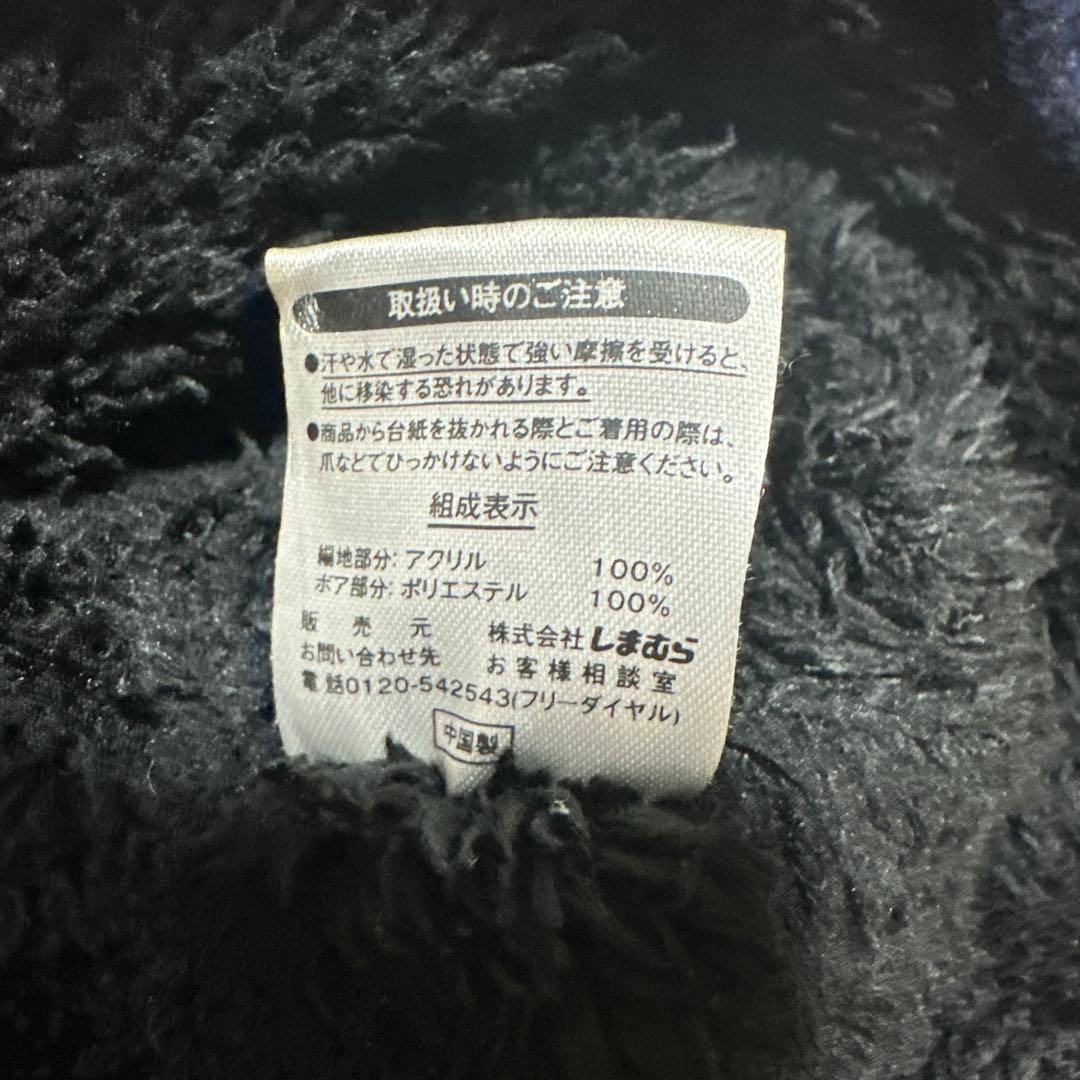 取扱い時のご注意
●汗や水で湿った状態で強い摩擦を受けると、
他に移染する恐れがあります。
●商品から台紙を抜かれる際とご着用の際は、
爪などでひっかけないようにご注意ください。
組成表示
編地部分: アクリル 100%
ボア部分: ポリエステル 100%
販売元 株式会社しまむら
お問い合わせ先 お客様相談室
電話0120-542543(フリーダイヤル)
中国製